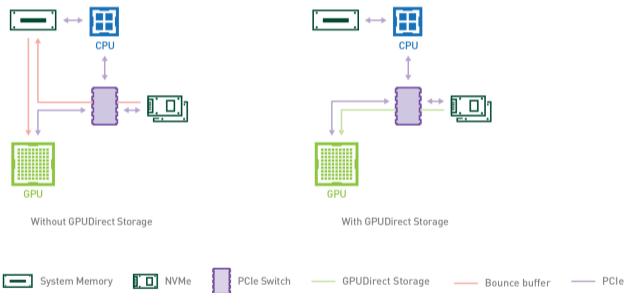 CPU
CPU
GPU
GPU
Without GPUDirect Storage
With GPUDirect Storage
System Memory
NVMe
PCIe Switch
GPUDirect Storage
Bounce buffer
PCIe